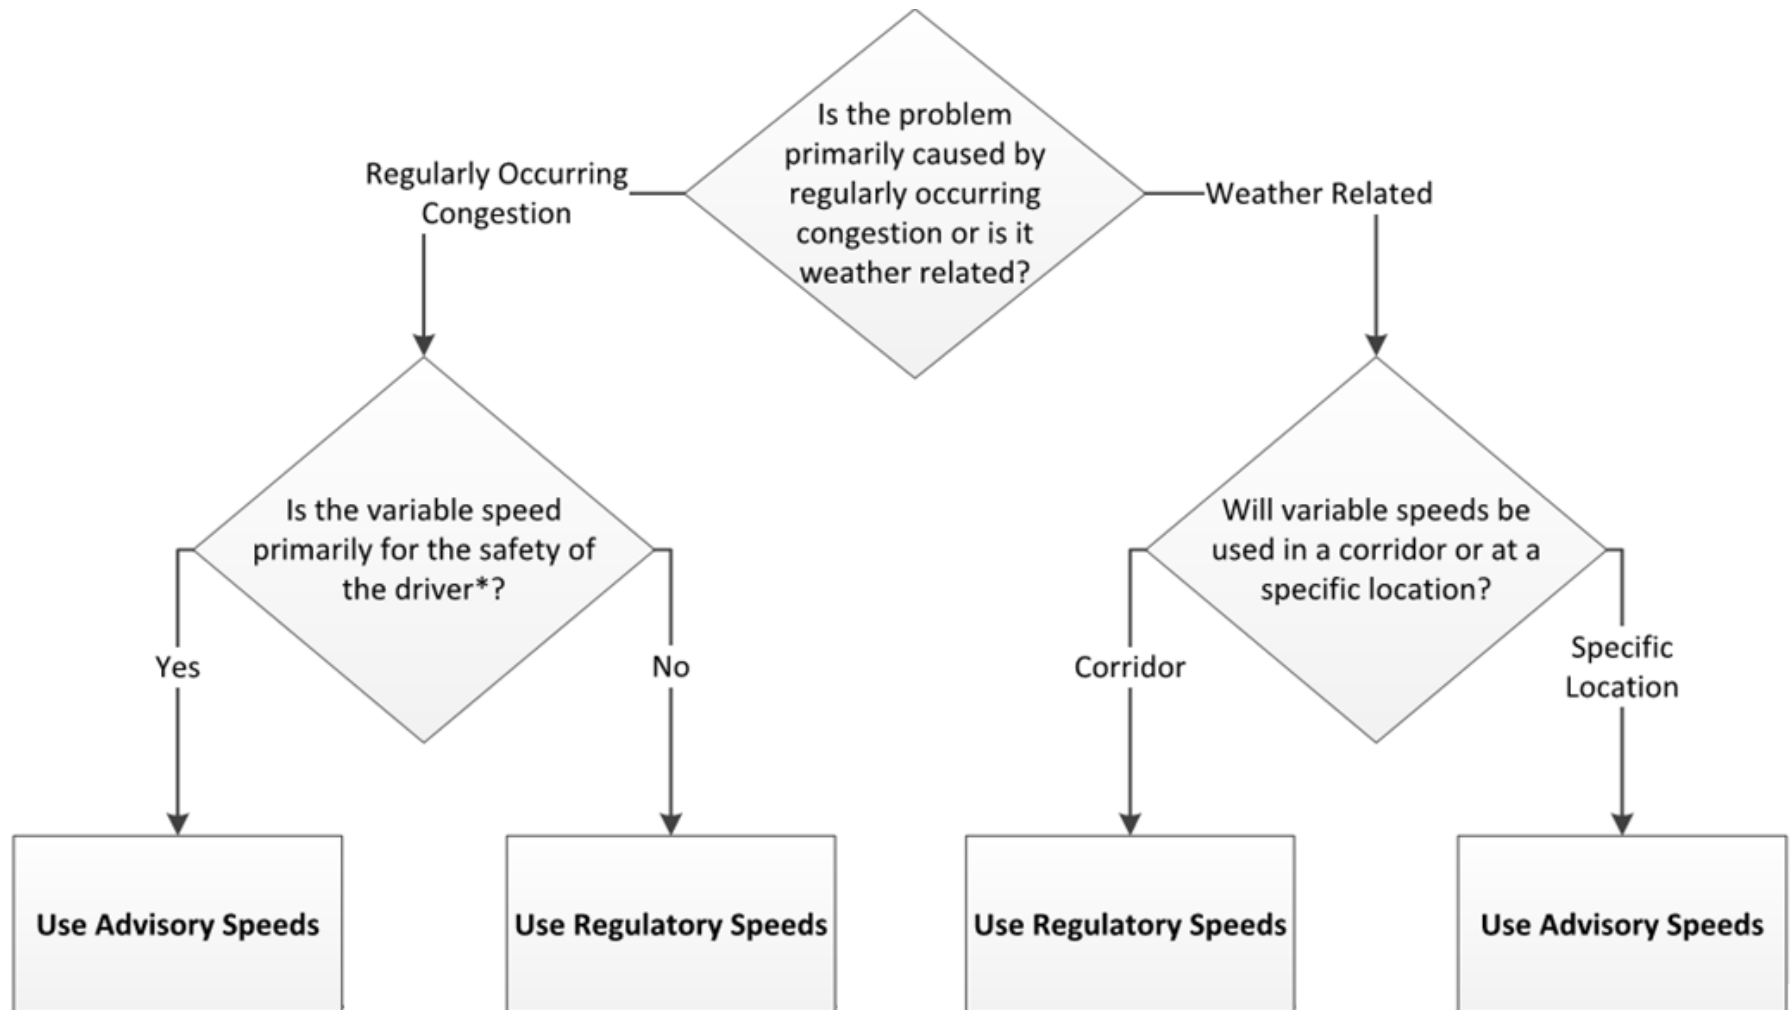 Is the problem
primarily caused by
regularly occurring
congestion or is it
weather related?
Regularly Occurring
Congestion
Weather Related
Is the variable speed
primarily for the safety of
the driver*?
Will variable speeds be
used in a corridor or at a
specific location?
Yes
No
Corridor
Specific
Location
Use Advisory Speeds
Use Regulatory Speeds
Use Regulatory Speeds
Use Advisory Speeds